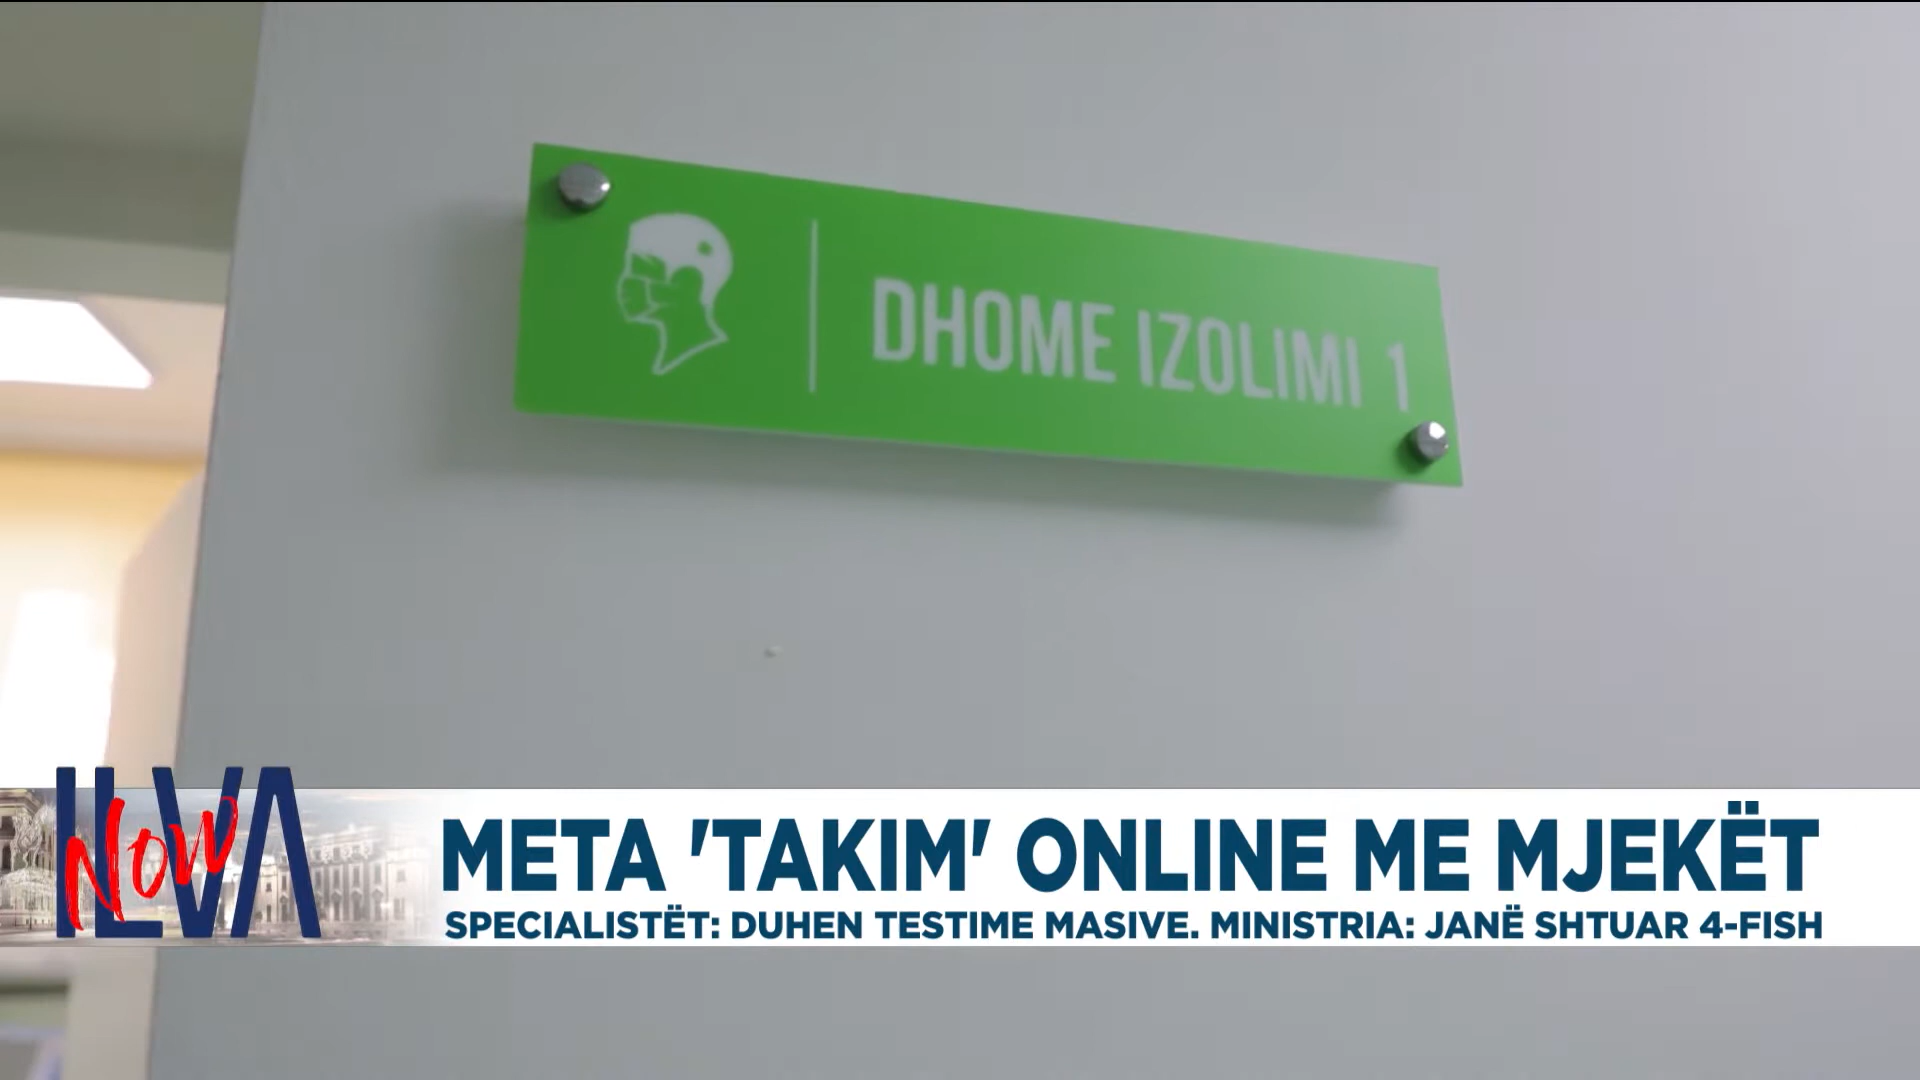 DHOME IZOLIMI 1
ILVA
Now
META 'TAKIM' ONLINE ME MJEKËT
SPECIALISTËT: DUHEN TESTIME MASIVE. MINISTRIA: JANË SHTUAR 4-FISH